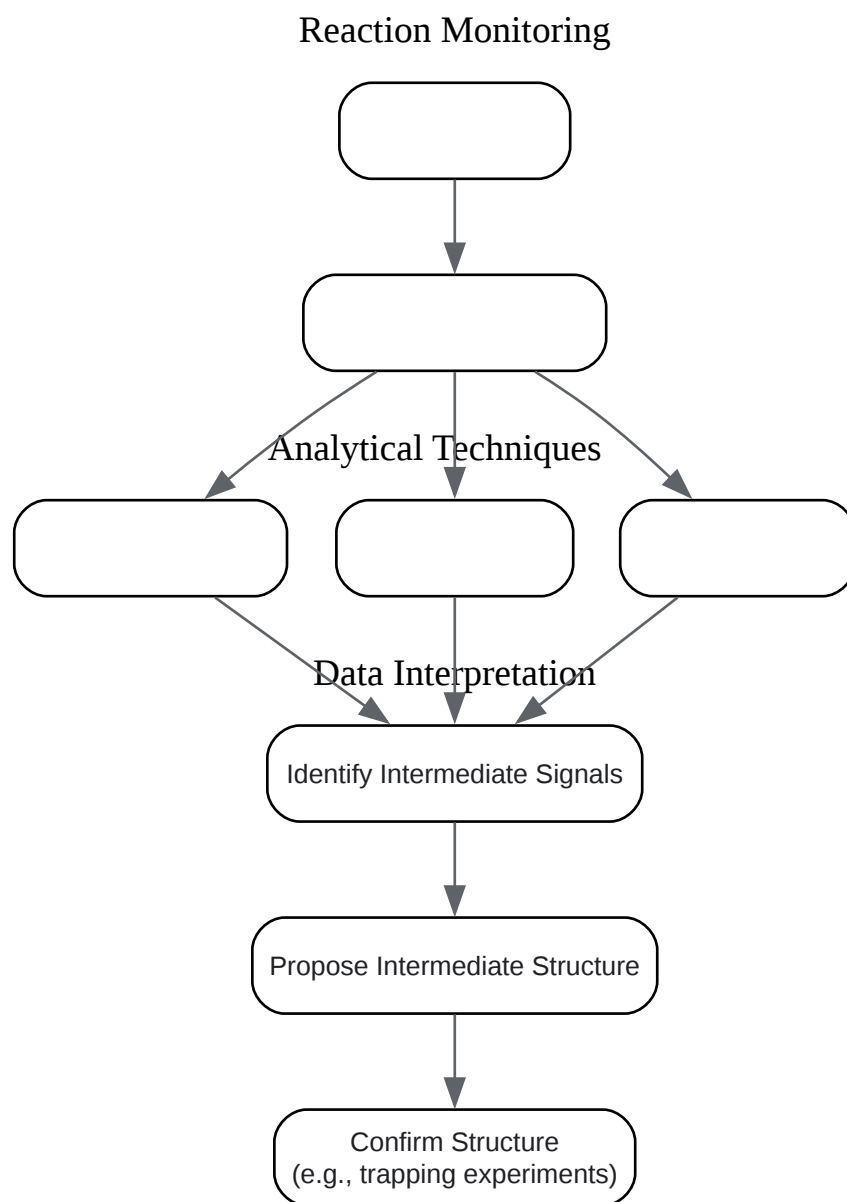 Reaction Monitoring
Analytical Techniques
Data Interpretation
Identify Intermediate Signals
Propose Intermediate Structure
Confirm Structure
(e.g., trapping experiments)